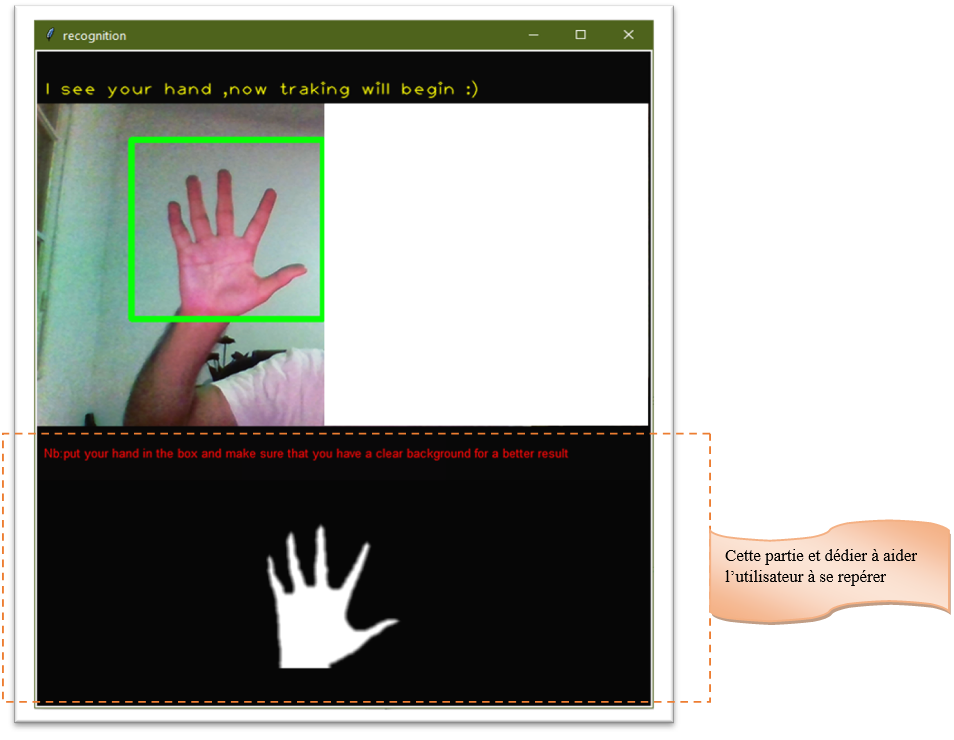 recognition
I see your hand ,now traking will begin :)
Nb:put your hand in the box and make sure that you have a clear background for a better result
Cette partie et dédier à aider
l’utilisateur à se repérer